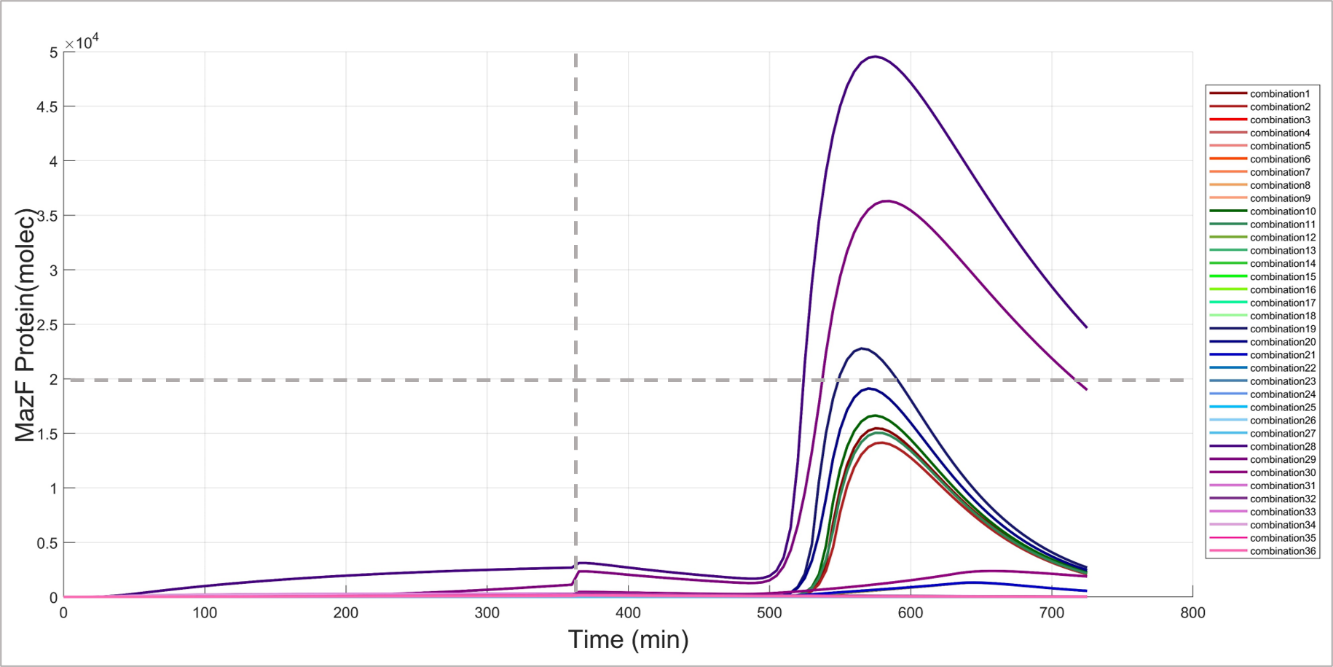 ×10⁴
5
4.5
4
3.5
3
2.5
2
1.5
1
0.5
0
MazF Protein(molec)
0 100 200 300 400 500 600 700 800
Time (min)
combination1
combination2
combination3
combination4
combination5
combination6
combination7
combination8
combination9
combination10
combination11
combination12
combination13
combination14
combination15
combination16
combination17
combination18
combination19
combination20
combination21
combination22
combination23
combination24
combination25
combination26
combination27
combination28
combination29
combination30
combination31
combination32
combination33
combination34
combination35
combination36